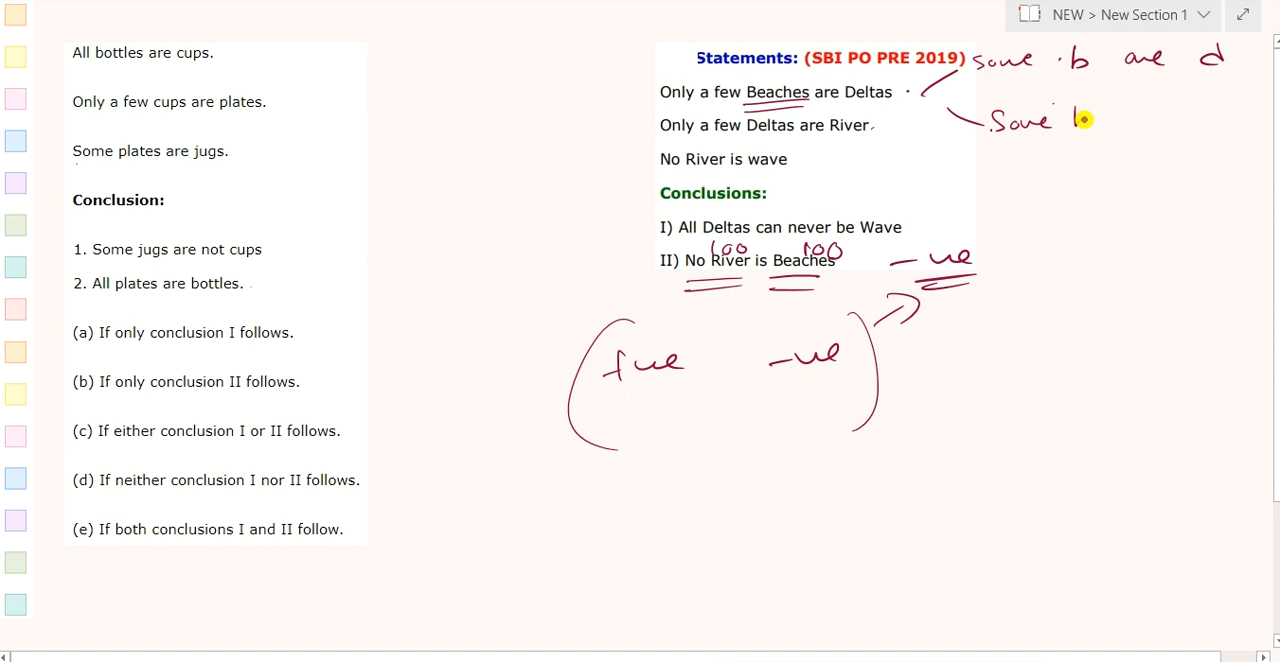 NEW > New Section 1
All bottles are cups.
Only a few cups are plates.
Some plates are jugs.
Conclusion:
1. Some jugs are not cups
2. All plates are bottles.
(a) If only conclusion I follows.
(b) If only conclusion II follows.
(c) If either conclusion I or II follows.
(d) If neither conclusion I nor II follows.
(e) If both conclusions I and II follow.
Statements: (SBI PO PRE 2019)
some b are d
Only a few Beaches are Deltas
Some b
Only a few Deltas are River
No River is wave
Conclusions:
I) All Deltas can never be Wave
100 100
II) No River is Beaches
-ve
+ve -ve